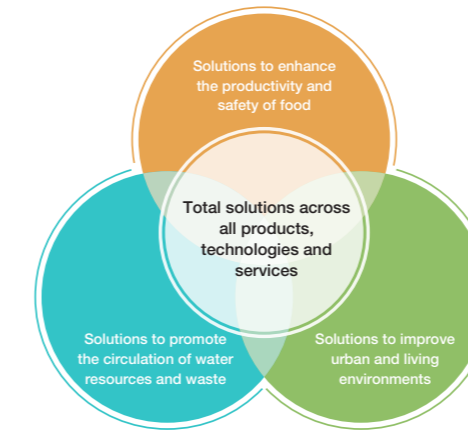 Solutions to enhance
the productivity and
safety of food
Total solutions across
all products,
technologies and
services
Solutions to promote
the circulation of water
resources and waste
Solutions to improve
urban and living
environments